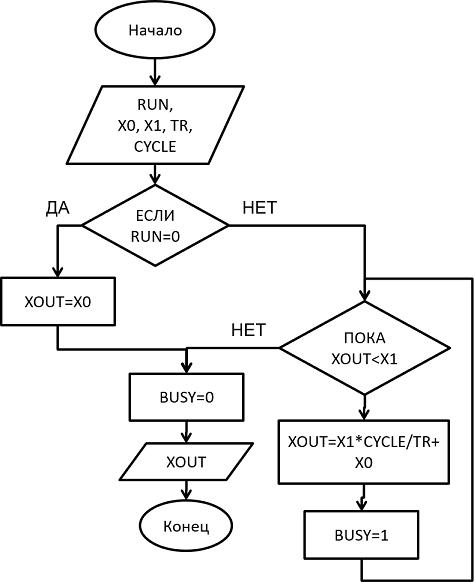 Начало
RUN,
X0, X1, TR,
CYCLE
ДА
ЕСЛИ
RUN=0
НЕТ
XOUT=X0
НЕТ
ПОКА
XOUT<X1
BUSY=0
XOUT=X1*CYCLE/TR+
X0
XOUT
Конец
BUSY=1